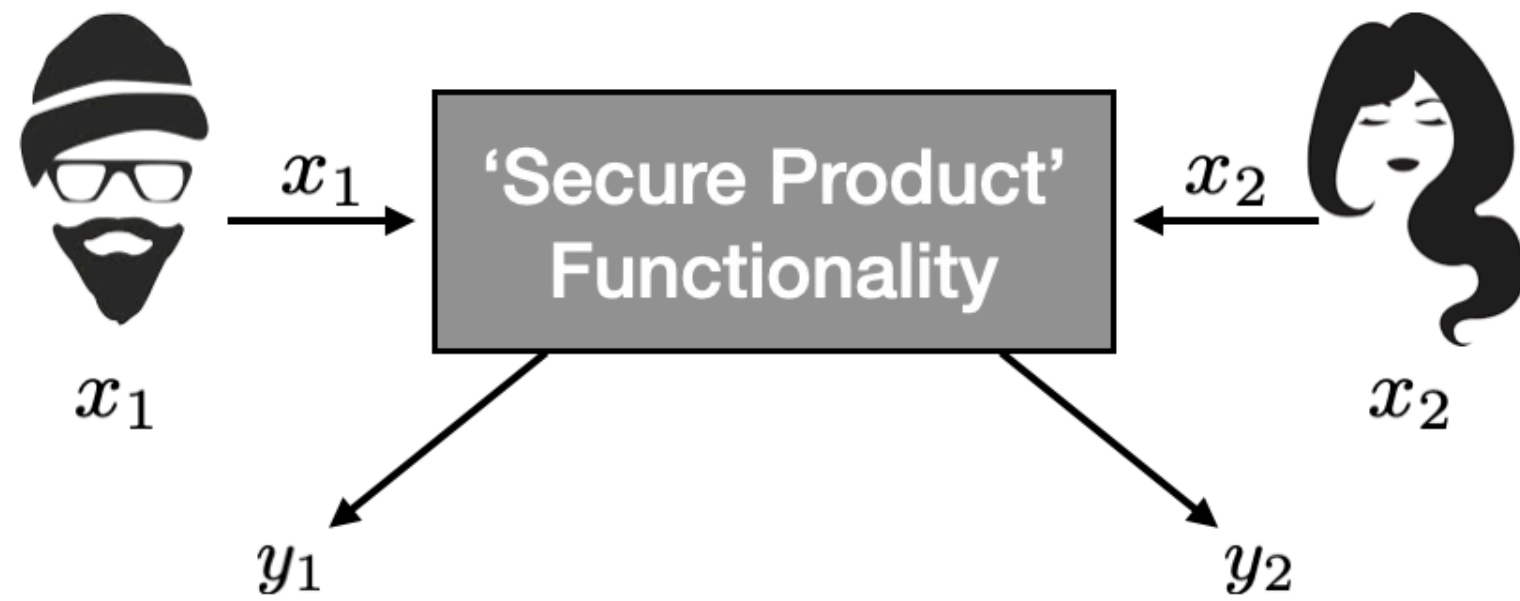 x₁ x₂
‘Secure Product’
Functionality
x₁ x₂
y₁ y₂